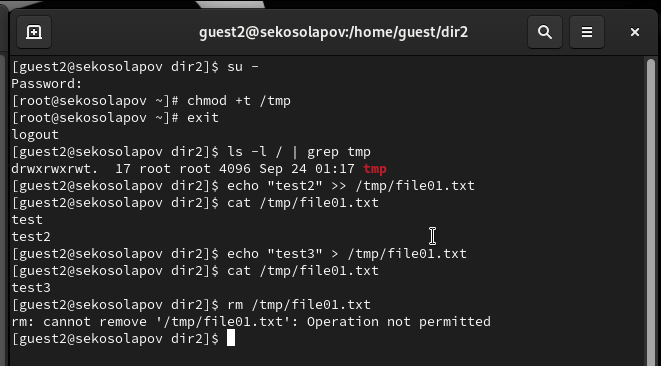 guest2@sekosolapov:/home/guest/dir2
[guest2@sekosolapov dir2]$ su -
Password:
[root@sekosolapov ~]# chmod +t /tmp
[root@sekosolapov ~]# exit
logout
[guest2@sekosolapov dir2]$ ls -l / | grep tmp
drwxrwxrwt.  17 root root 4096 Sep 24 01:17 tmp
[guest2@sekosolapov dir2]$ echo "test2" >> /tmp/file01.txt
[guest2@sekosolapov dir2]$ cat /tmp/file01.txt
test
test2
[guest2@sekosolapov dir2]$ echo "test3" > /tmp/file01.txt
[guest2@sekosolapov dir2]$ cat /tmp/file01.txt
test3
[guest2@sekosolapov dir2]$ rm /tmp/file01.txt
rm: cannot remove '/tmp/file01.txt': Operation not permitted
[guest2@sekosolapov dir2]$